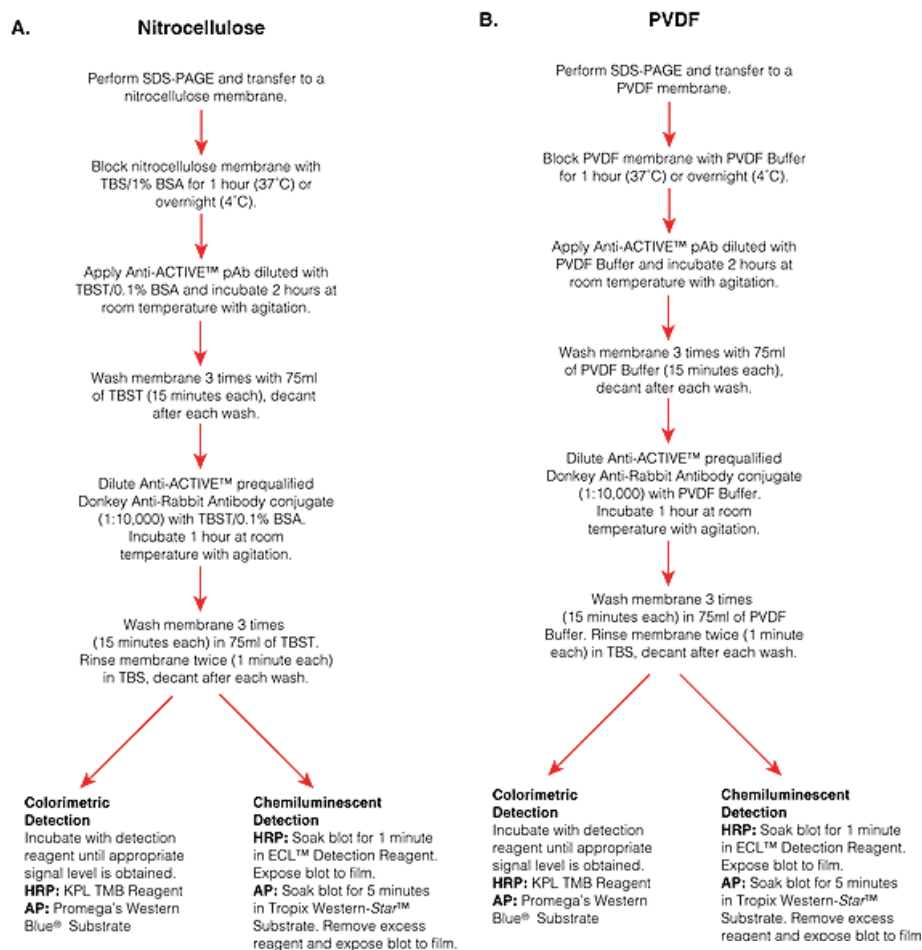 A.
Nitrocellulose
Perform SDS-PAGE and transfer to a
nitrocellulose membrane.
Block nitrocellulose membrane with
TBS/1% BSA for 1 hour (37˚C) or
overnight (4˚C).
Apply Anti-ACTIVE™ pAb diluted with
TBST/0.1% BSA and incubate 2 hours at
room temperature with agitation.
Wash membrane 3 times with 75ml
of TBST (15 minutes each), decant
after each wash.
Dilute Anti-ACTIVE™ prequalified
Donkey Anti-Rabbit Antibody conjugate
(1:10,000) with TBST/0.1% BSA.
Incubate 1 hour at room
temperature with agitation.
Wash membrane 3 times
(15 minutes each) in 75ml of TBST.
Rinse membrane twice (1 minute each)
in TBS, decant after each wash.
Colorimetric
Detection
Incubate with detection
reagent until appropriate
signal level is obtained.
HRP: KPL TMB Reagent
AP: Promega's Western
Blue® Substrate
Chemiluminescent
Detection
HRP: Soak blot for 1 minute
in ECL™ Detection Reagent.
Expose blot to film.
AP: Soak blot for 5 minutes
in Tropix Western-Star™
Substrate. Remove excess
reagent and expose blot to film.
B.
PVDF
Perform SDS-PAGE and transfer to a
PVDF membrane.
Block PVDF membrane with PVDF Buffer
for 1 hour (37˚C) or overnight (4˚C).
Apply Anti-ACTIVE™ pAb diluted with
PVDF Buffer and incubate 2 hours at
room temperature with agitation.
Wash membrane 3 times with 75ml
of PVDF Buffer (15 minutes each),
decant after each wash.
Dilute Anti-ACTIVE™ prequalified
Donkey Anti-Rabbit Antibody conjugate
(1:10,000) with PVDF Buffer.
Incubate 1 hour at room
temperature with agitation.
Wash membrane 3 times
(15 minutes each) in 75ml of PVDF
Buffer. Rinse membrane twice (1 minute
each) in TBS, decant after each wash.
Colorimetric
Detection
Incubate with detection
reagent until appropriate
signal level is obtained.
HRP: KPL TMB Reagent
AP: Promega's Western
Blue® Substrate
Chemiluminescent
Detection
HRP: Soak blot for 1 minute
in ECL™ Detection Reagent.
Expose blot to film.
AP: Soak blot for 5 minutes
in Tropix Western-Star™
Substrate. Remove excess
reagent and expose blot to film